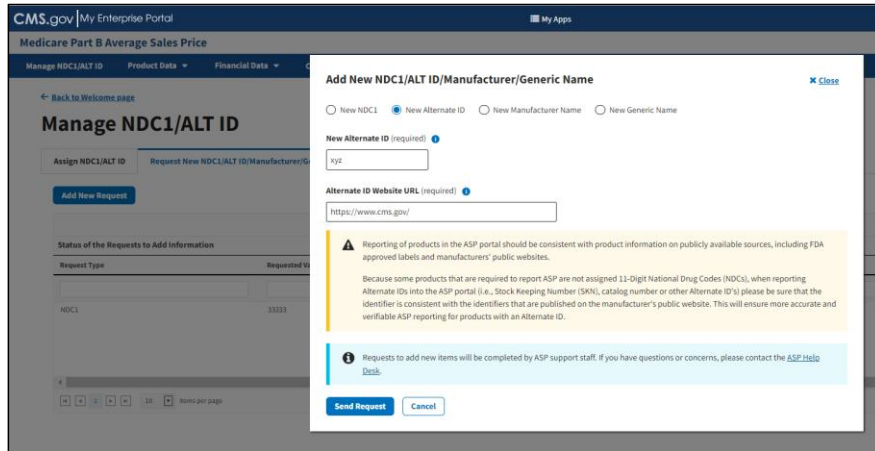 CMS.gov My Enterprise Portal
My Apps
Medicare Part B Average Sales Price
Manage NDC1/ALT ID Product Data Financial Data
Back to Welcome page
Manage NDC1/ALT ID
Assign NDC1/ALT ID Request New NDC1/ALT ID/Manufacturer/G
Add New Request
Status of the Requests to Add Information
Request Type Requested Va
NDC1 33333
1 10 items per page
Add New NDC1/ALT ID/Manufacturer/Generic Name
Close
New NDC1 New Alternate ID New Manufacturer Name New Generic Name
New Alternate ID (required)
xyz
Alternate ID Website URL (required)
https://www.cms.gov/
Reporting of products in the ASP portal should be consistent with product information on publicly available sources, including FDA
approved labels and manufacturers' public websites.
Because some products that are required to report ASP are not assigned 11-Digit National Drug Codes (NDCs), when reporting
Alternate IDs into the ASP portal (i.e., Stock Keeping Number (SKN), catalog number or other Alternate ID's) please be sure that the
identifier is consistent with the identifiers that are published on the manufacturer's public website. This will ensure more accurate and
verifiable ASP reporting for products with an Alternate ID.
Requests to add new items will be completed by ASP support staff. If you have questions or concerns, please contact the ASP Help
Desk.
Send Request Cancel